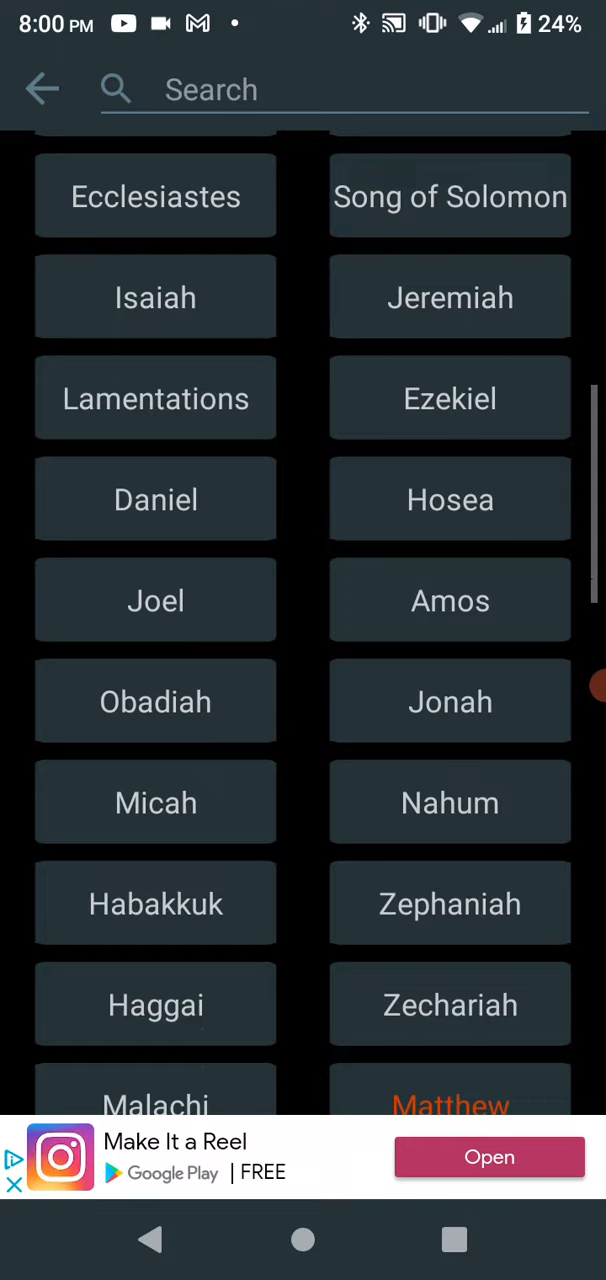 8:00 PM 24%
Search
Ecclesiastes Song of Solomon
Isaiah Jeremiah
Lamentations Ezekiel
Daniel Hosea
Joel Amos
Obadiah Jonah
Micah Nahum
Habakkuk Zephaniah
Haggai Zechariah
Malachi Matthew
Make It a Reel
Google Play | FREE
Open